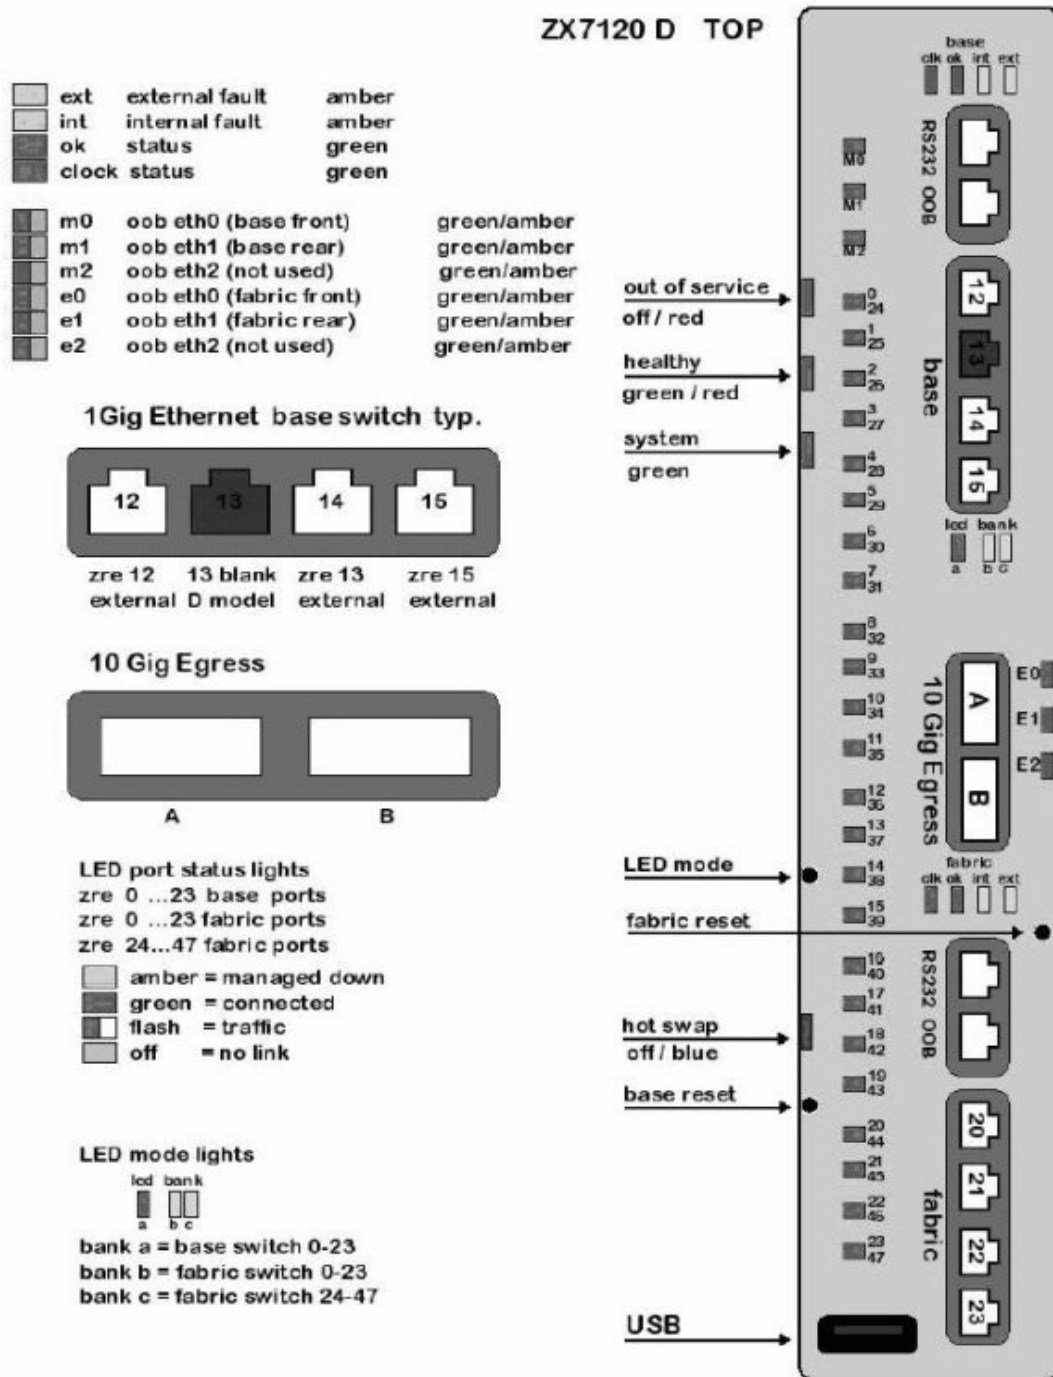 ZX7120 D TOP
ext external fault amber
int internal fault amber
ok status green
clock status green
m0 oob eth0 (base front) green/amber
m1 oob eth1 (base rear) green/amber
m2 oob eth2 (not used) green/amber
e0 oob eth0 (fabric front) green/amber
e1 oob eth1 (fabric rear) green/amber
e2 oob eth2 (not used) green/amber
1Gig Ethernet base switch typ.
12 13 14 15
zre 12 13 blank zre 13 zre 15
external D model external external
10 Gig Egress
A B
LED port status lights
zre 0 ...23 base ports
zre 0 ...23 fabric ports
zre 24...47 fabric ports
amber = managed down
green = connected
flash = traffic
off = no link
LED mode lights
led bank
a b c
bank a = base switch 0-23
bank b = fabric switch 0-23
bank c = fabric switch 24-47
out of service
off / red
healthy
green / red
system
green
LED mode
fabric reset
hot swap
off / blue
base reset
USB
base
clk ok int ext
RS232 OOB
M0
M1
M2
0
24
1
25
2
26
3
27
4
28
5
29
6
30
7
31
8
32
9
33
10
34
11
35
12
36
13
37
14
38
15
39
16
40
17
41
18
42
19
43
20
44
21
45
22
46
23
47
base
12
13
14
15
led bank
a b c
10 Gig Egress
A
B
E0
E1
E2
fabric
clk ok int ext
RS232 OOB
fabric
20
21
22
23